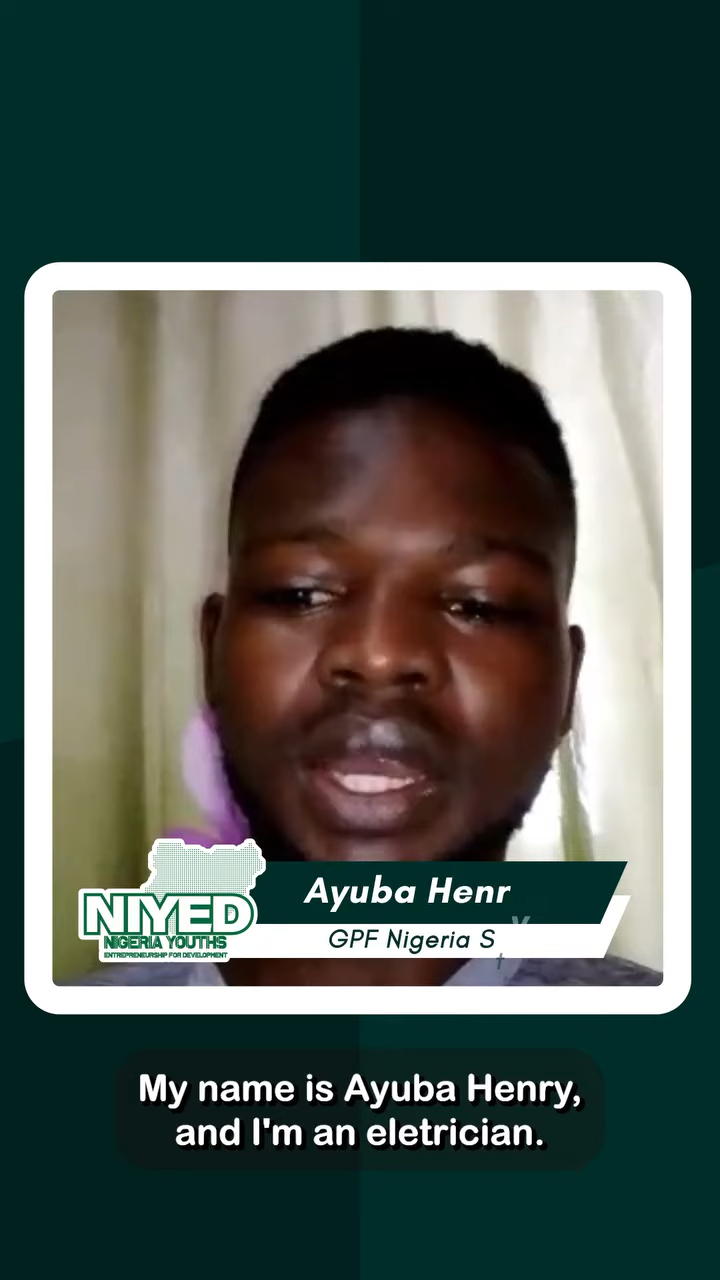 NIYED
NIGERIA YOUTHS
ENTREPRENEURSHIP FOR DEVELOPMENT
Ayuba Henr
GPF Nigeria S
y
t
My name is Ayuba Henry,
and I'm an eletrician.